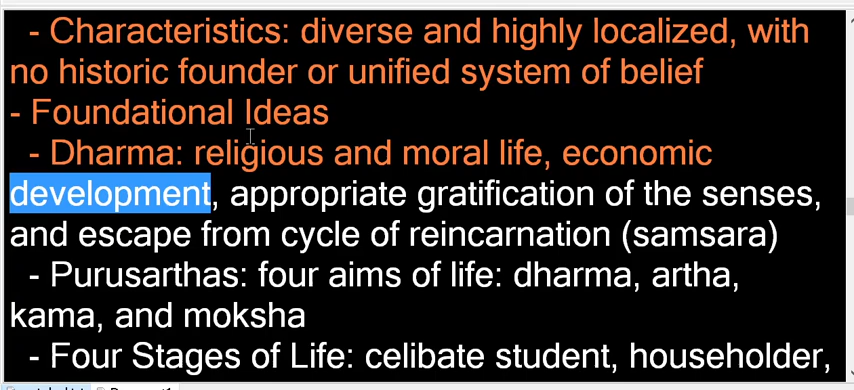 - Characteristics: diverse and highly localized, with
no historic founder or unified system of belief
- Foundational Ideas
- Dharma: religious and moral life, economic
development, appropriate gratification of the senses,
and escape from cycle of reincarnation (samsara)
- Purusarthas: four aims of life: dharma, artha,
kama, and moksha
- Four Stages of Life: celibate student, householder,